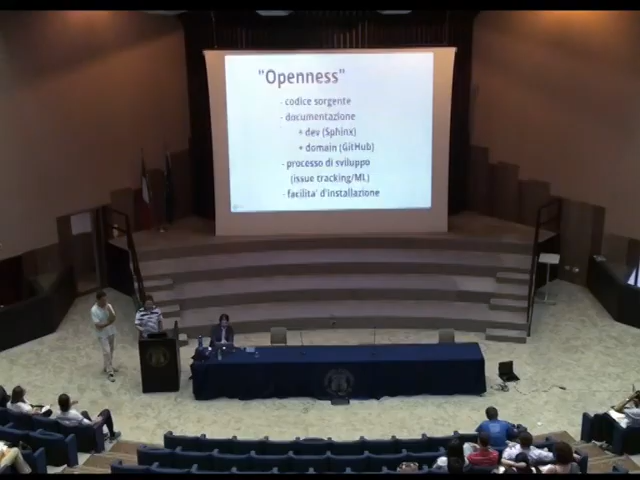 "Openness"
- codice sorgente
- documentazione
+ dev (Sphinx)
+ domain (GitHub)
- processo di sviluppo
(issue tracking/ML)
- facilita' d'installazione